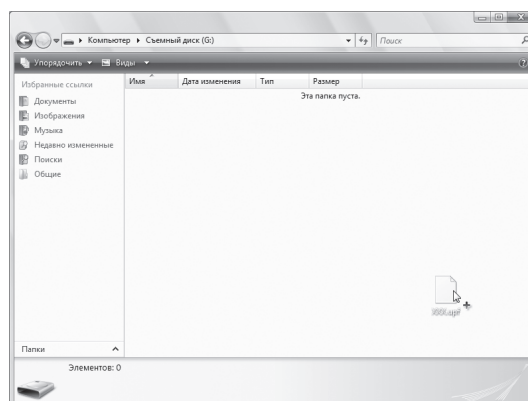 Компьютер Съемный диск (G:) Поиск
Упорядочить Виды
Избранные ссылки
Имя Дата изменения Тип Размер
Эта папка пуста.
Документы
Изображения
Музыка
Недавно измененные
Поиски
Общие
Папки
Элементов: 0